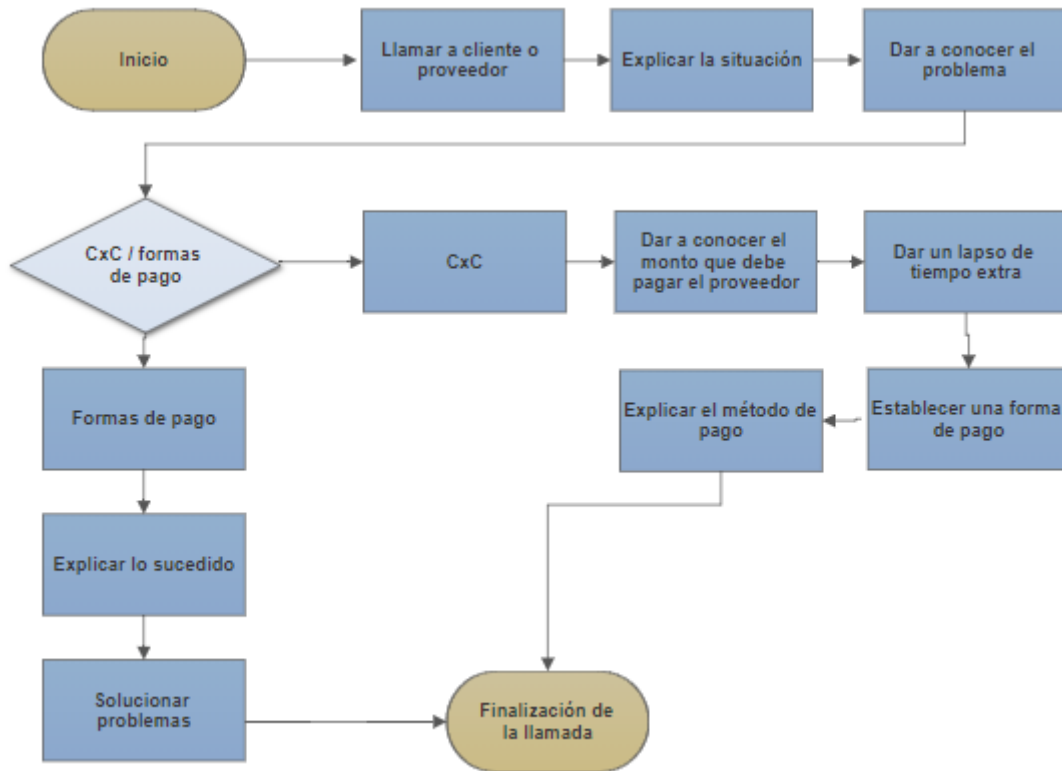 Inicio
Llamar a cliente o
proveedor
Explicar la situación
Dar a conocer el
problema
CxC / formas
de pago
CxC
Dar a conocer el
monto que debe
pagar el proveedor
Dar un lapso de
tiempo extra
Formas de pago
Explicar el método de
pago
Establecer una forma
de pago
Explicar lo sucedido
Solucionar
problemas
Finalización de
la llamada